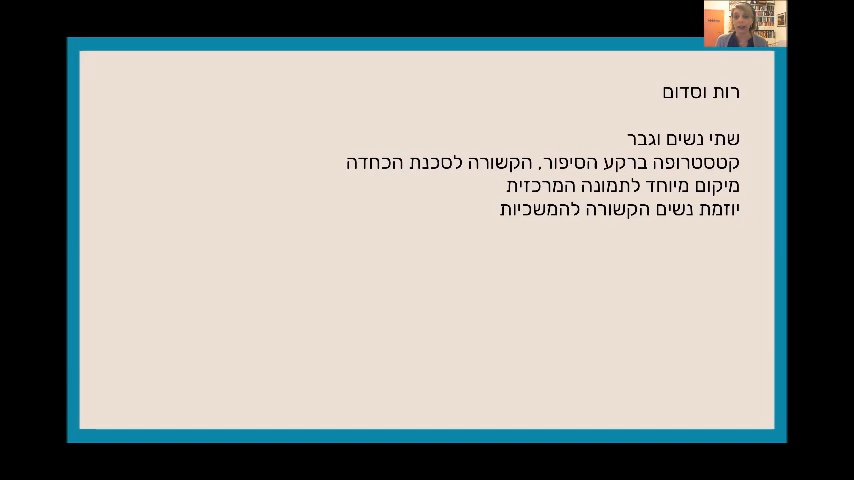 רות וסדום
שתי נשים וגבר
קטסטרופה ברקע הסיפור, הקשורה לסכנת הכחדה
מיקום מיוחד לתמונה המרכזית
יוזמת נשים הקשורה להמשכיות